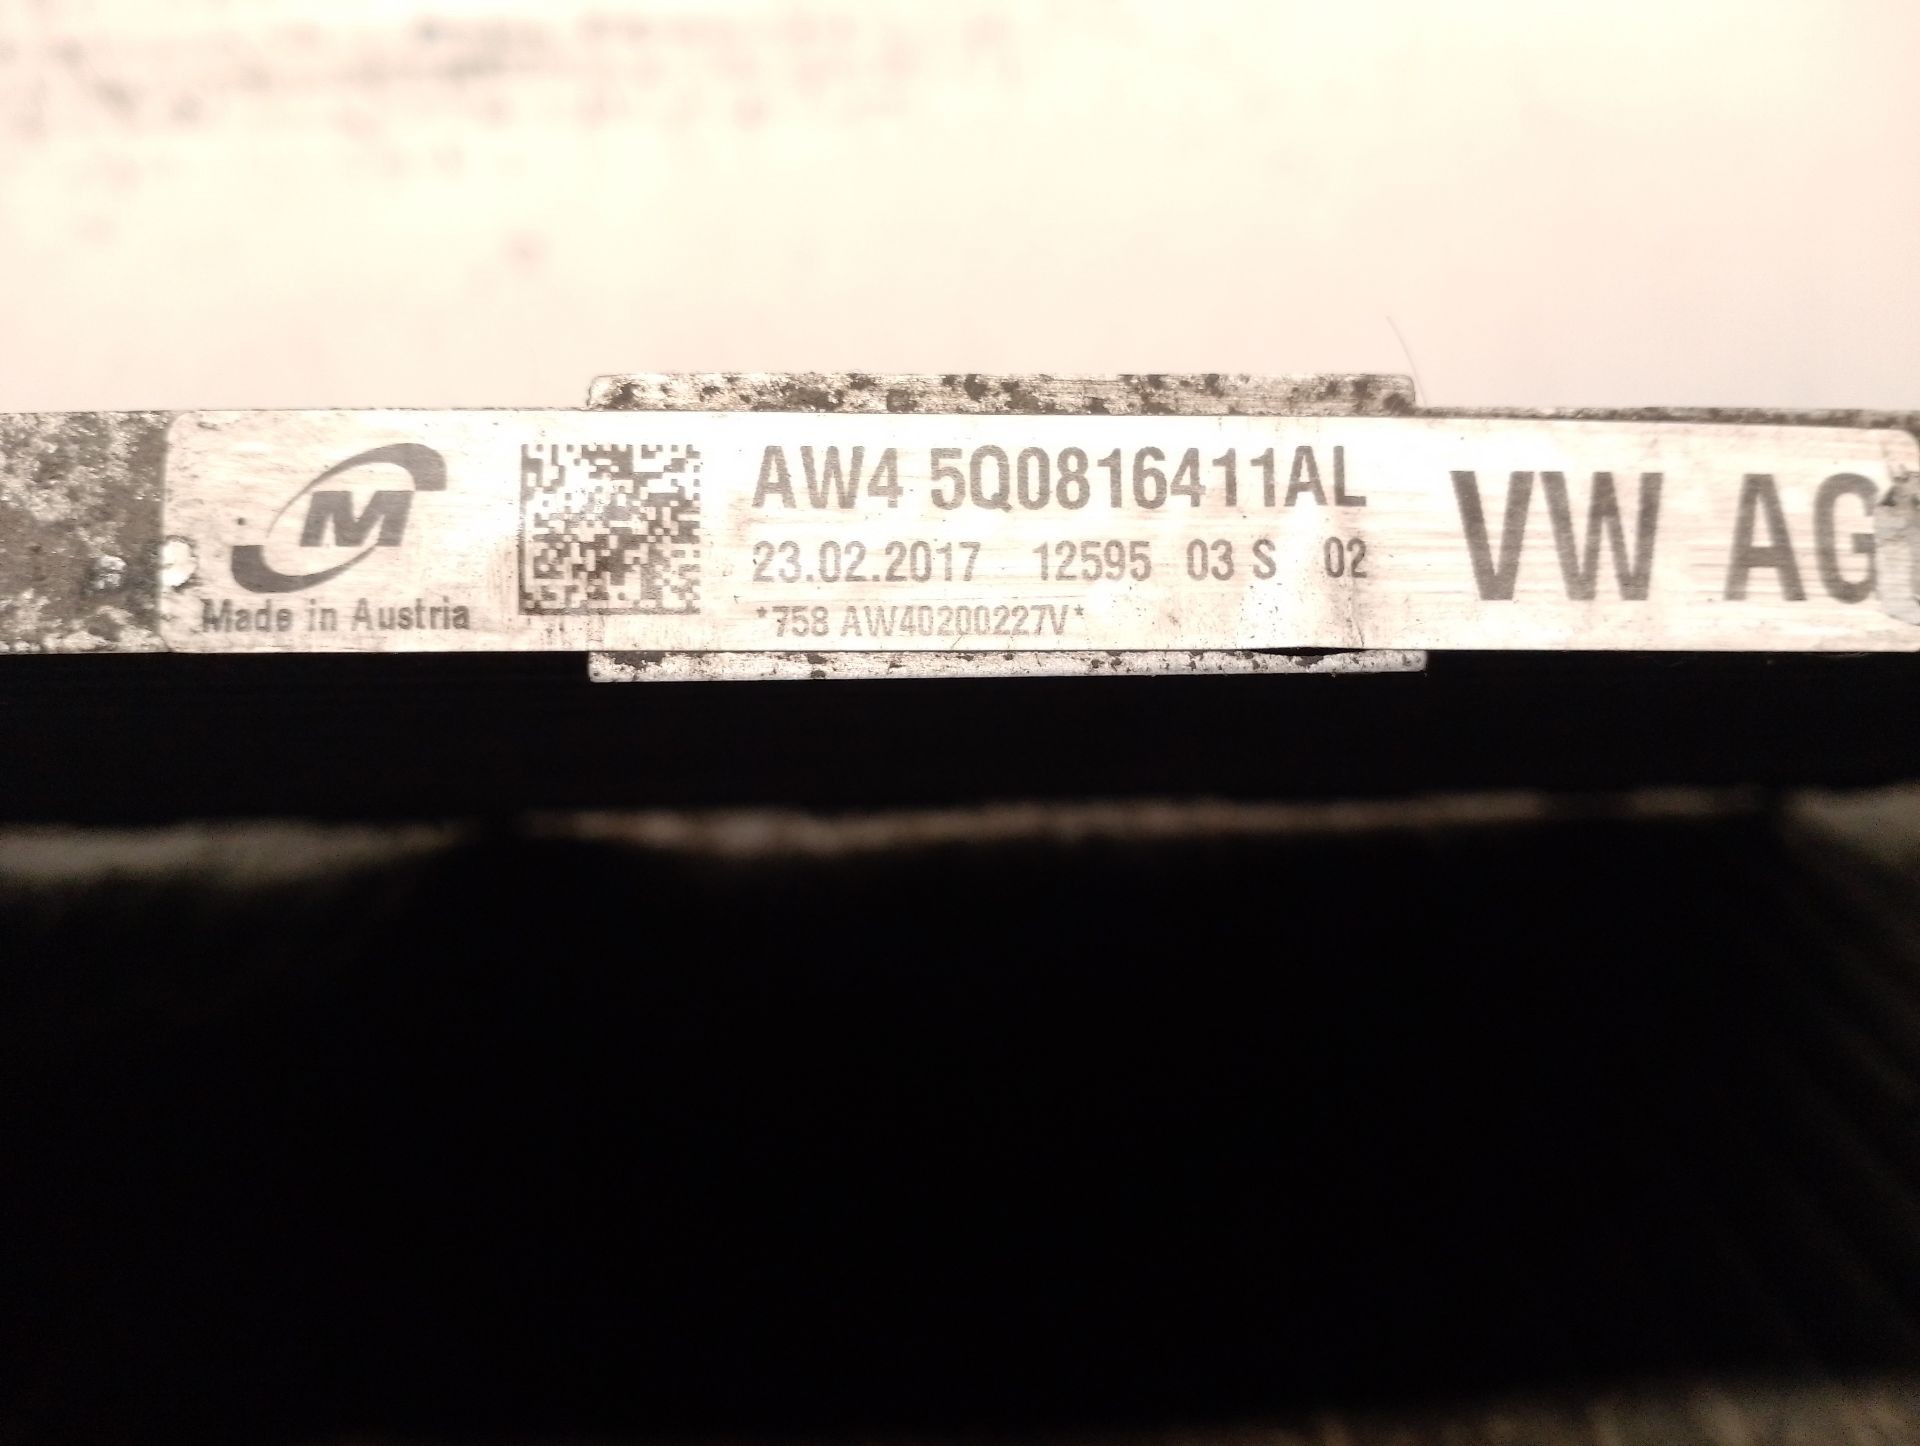 M
Made in Austria
AW4 5Q0816411AL
23.02.2017 12595 03 S 02
*758 AW40200227V*
VW AG